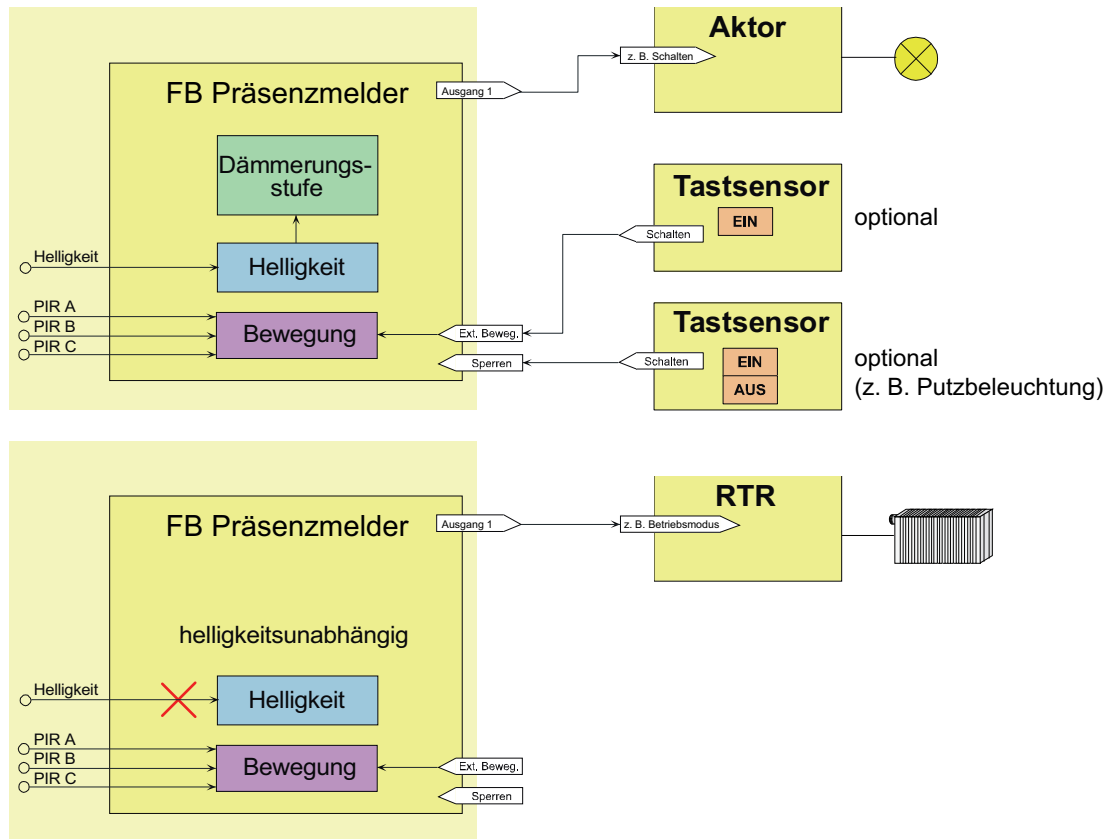 Aktor
z. B. Schalten
FB Präsenzmelder
Ausgang 1
Dämmerungs-
stufe
Tastsensor
EIN
optional
Schalten
Helligkeit
Helligkeit
PIR A
PIR B
PIR C
Bewegung
Ext. Beweg.
Sperren
Tastsensor
Schalten
EIN
AUS
optional
(z. B. Putzbeleuchtung)
RTR
FB Präsenzmelder
Ausgang 1
z. B. Betriebsmodus
helligkeitsunabhängig
Helligkeit
Helligkeit
PIR A
PIR B
PIR C
Bewegung
Ext. Beweg.
Sperren